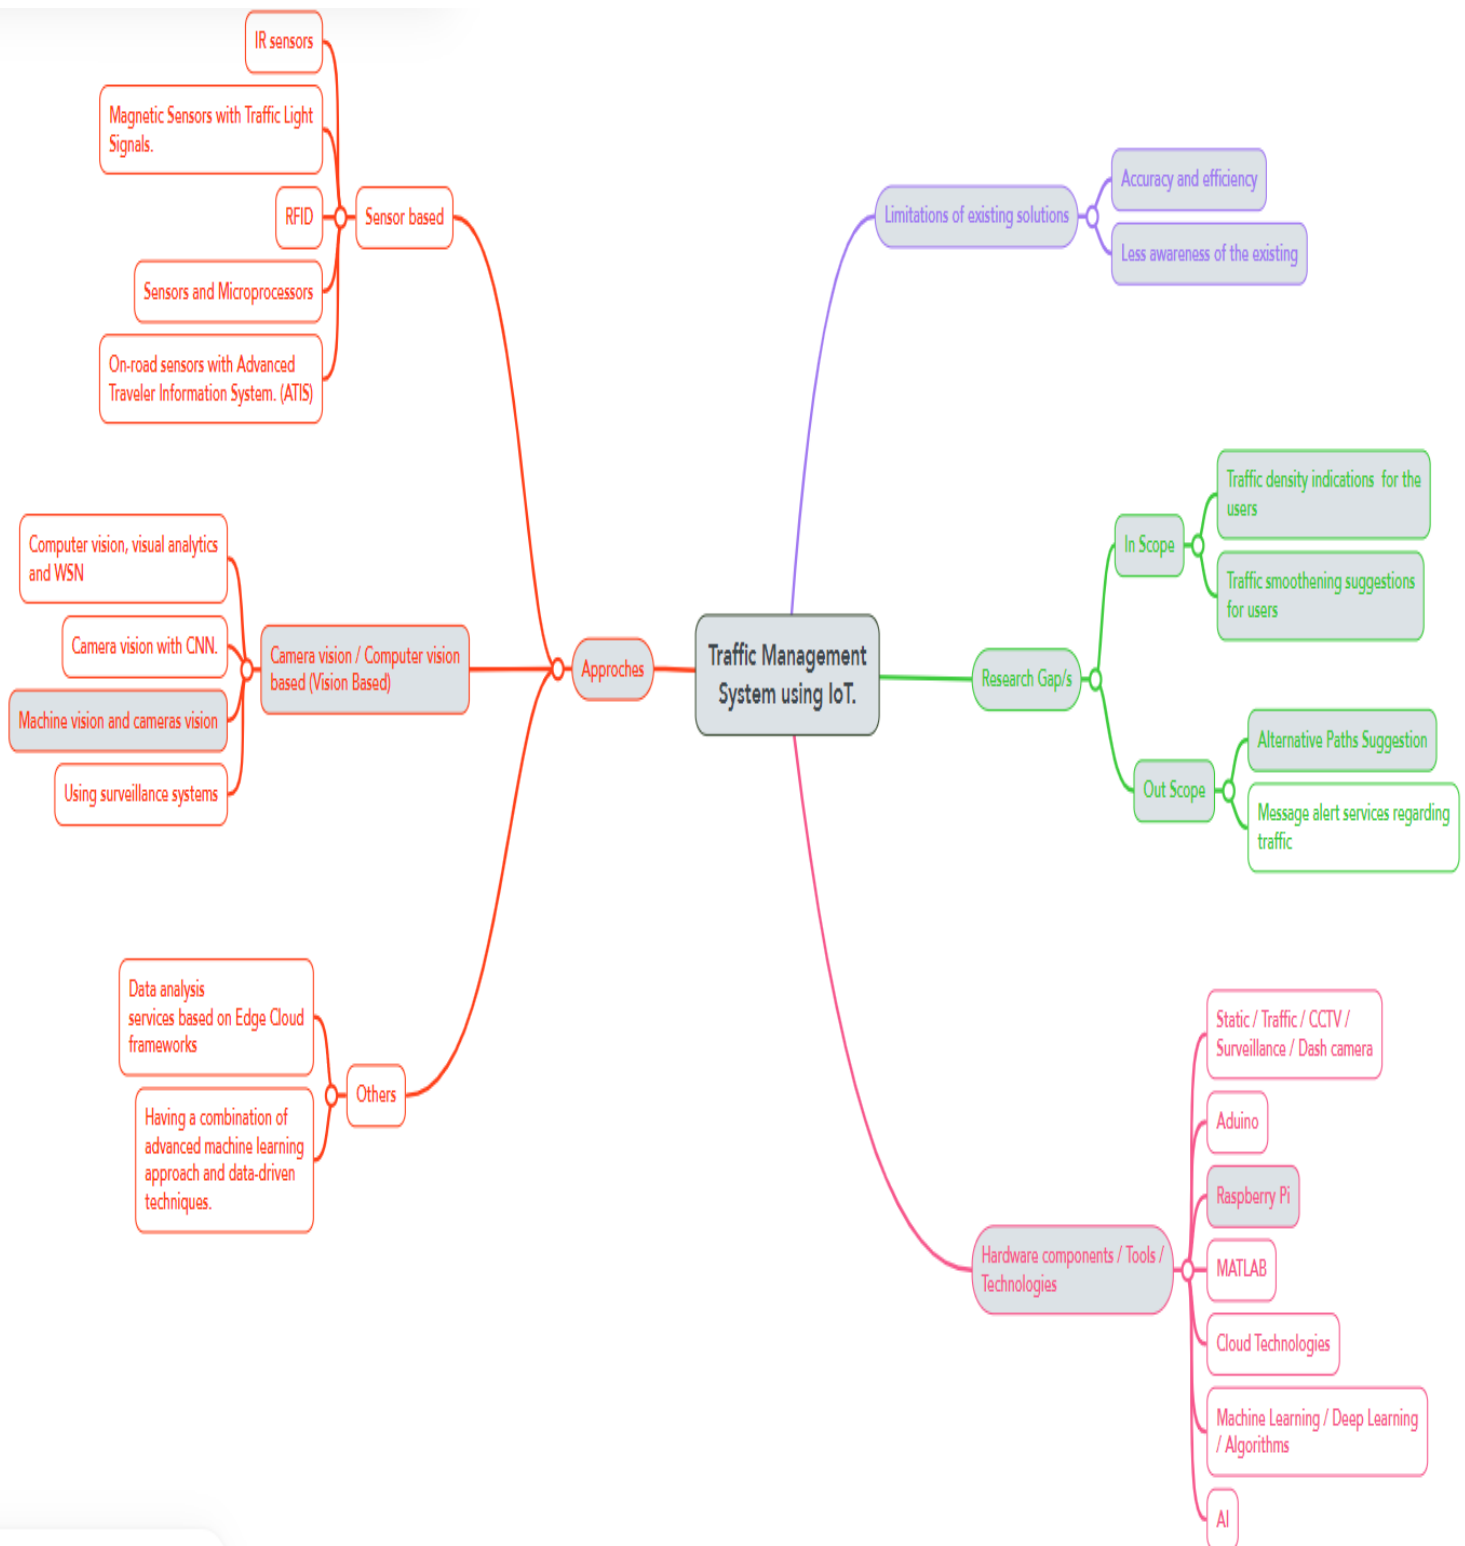 IR sensors
Magnetic Sensors with Traffic Light
Signals.
RFID
Sensors and Microprocessors
On-road sensors with Advanced
Traveler Information System. (ATIS)
Sensor based
Computer vision, visual analytics
and WSN
Camera vision with CNN.
Machine vision and cameras vision
Using surveillance systems
Camera vision / Computer vision
based (Vision Based)
Data analysis
services based on Edge Cloud
frameworks
Having a combination of
advanced machine learning
approach and data-driven
techniques.
Others
Approches
Traffic Management
System using IoT.
Limitations of existing solutions
Accuracy and efficiency
Less awareness of the existing
Research Gap/s
In Scope
Traffic density indications for the
users
Traffic smoothening suggestions
for users
Out Scope
Alternative Paths Suggestion
Message alert services regarding
traffic
Hardware components / Tools /
Technologies
Static / Traffic / CCTV /
Surveillance / Dash camera
Aduino
Raspberry Pi
MATLAB
Cloud Technologies
Machine Learning / Deep Learning
/ Algorithms
AI